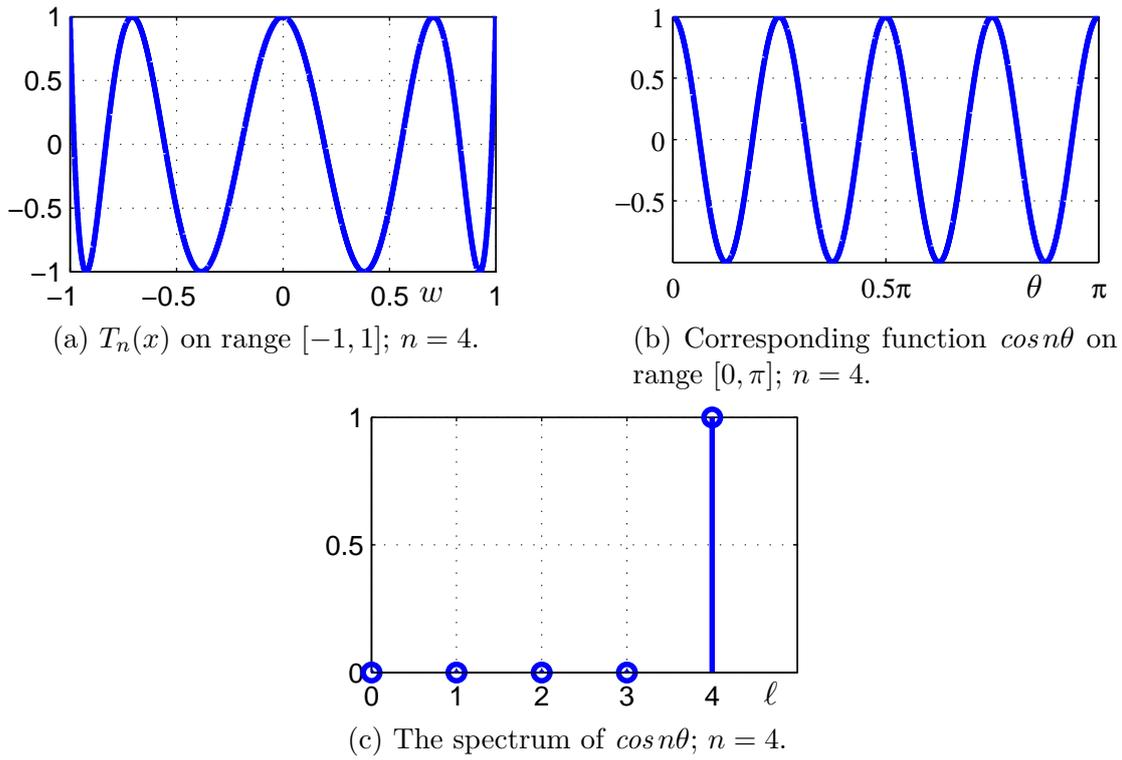 1
0.5
0
−0.5
−1
−1 −0.5 0 0.5 w 1
(a) Tn(x) on range [−1, 1]; n = 4.
1
0.5
0
−0.5
0 0.5π θ π
(b) Corresponding function cos nθ on
range [0, π]; n = 4.
1
0.5
0
0 1 2 3 4 ℓ
(c) The spectrum of cos nθ; n = 4.